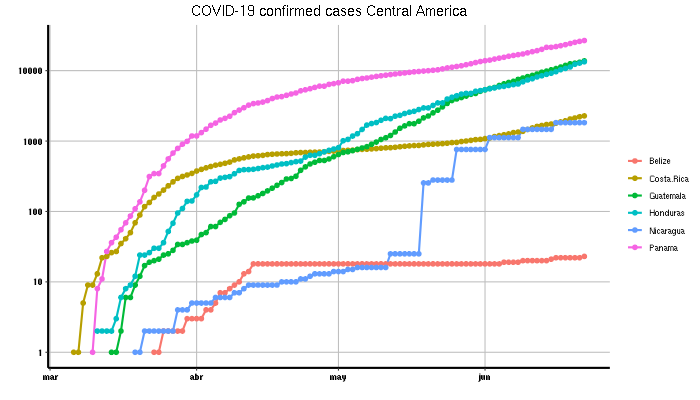 COVID-19 confirmed cases Central America
10000
1000
100
10
1
mar abr may jun
Belize
Costa.Rica
Guatemala
Honduras
Nicaragua
Panama